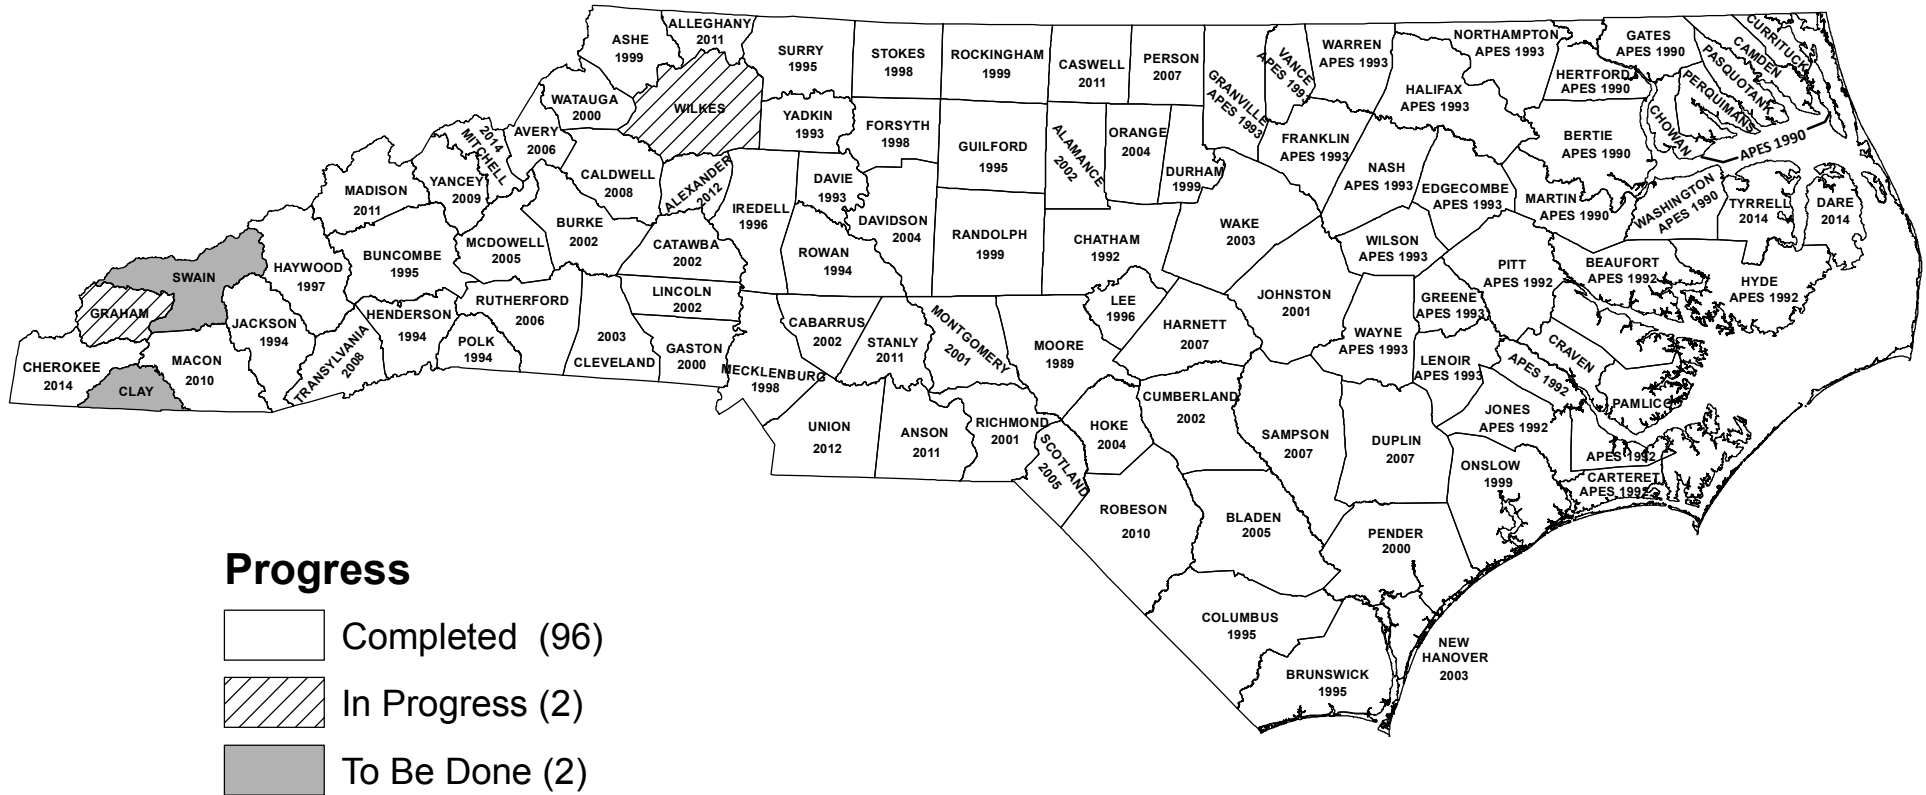 ALLEGHANY
2011
ASHE
1999
SURRY
1995
STOKES
1998
ROCKINGHAM
1999
CASWELL
2011
PERSON
2007
GRANVILLE
APES 1993
VANCE
APES 1993
WARREN
APES 1993
NORTHAMPTON
APES 1993
HALIFAX
APES 1993
HERTFORD
APES 1990
GATES
APES 1990
CURRITUCK
CAMDEN
PASQUOTANK
PERQUIMANS
CHOWAN
APES 1990
WATAUGA
2000
WILKES
YADKIN
1993
FORSYTH
1998
GUILFORD
1995
ALAMANCE
2002
ORANGE
2004
DURHAM
1999
FRANKLIN
APES 1993
NASH
APES 1993
EDGECOMBE
APES 1993
BERTIE
APES 1990
MARTIN
APES 1990
WASHINGTON
APES 1990
TYRRELL
2014
DARE
2014
MITCHELL
2014
AVERY
2006
MADISON
2011
YANCEY
2009
CALDWELL
2008
ALEXANDER
2012
IREDELL
1996
DAVIE
1993
DAVIDSON
2004
RANDOLPH
1999
CHATHAM
1992
WAKE
2003
WILSON
APES 1993
PITT
APES 1992
BEAUFORT
APES 1992
HYDE
APES 1992
SWAIN
HAYWOOD
1997
BUNCOMBE
1995
MCDOWELL
2005
BURKE
2002
CATAWBA
2002
ROWAN
1994
LINCOLN
2002
GRAHAM
JACKSON
1994
HENDERSON
1994
RUTHERFORD
2006
POLK
1994
2003
CLEVELAND
GASTON
2000
MECKLENBURG
1998
CABARRUS
2002
STANLY
2011
MONTGOMERY
2001
MOORE
1989
LEE
1996
HARNETT
2007
JOHNSTON
2001
WAYNE
APES 1993
GREENE
APES 1993
LENOIR
APES 1993
CRAVEN
APES 1992
PAMLICO
CHEROKEE
2014
CLAY
MACON
2010
TRANSYLVANIA
2008
UNION
2012
ANSON
2011
RICHMOND
2001
SCOTLAND
2005
HOKE
2004
CUMBERLAND
2002
SAMPSON
2007
DUPLIN
2007
JONES
APES 1992
ONSLOW
1999
APES 1992
CARTERET
APES 1992
ROBESON
2010
BLADEN
2005
PENDER
2000
COLUMBUS
1995
BRUNSWICK
1995
NEW
HANOVER
2003
Progress
Completed (96)
In Progress (2)
To Be Done (2)